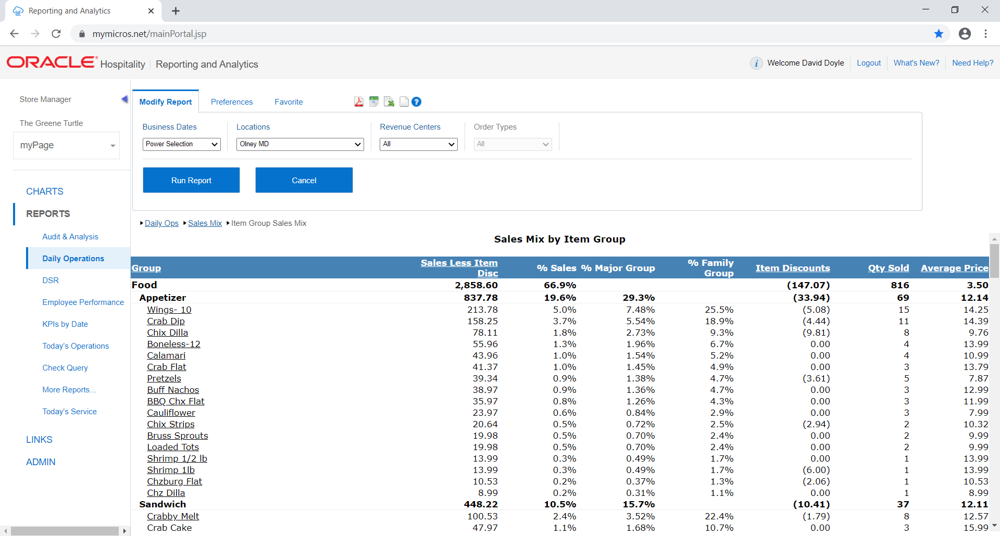 Reporting and Analytics
mymicros.net/mainPortal.jsp
ORACLE® Hospitality | Reporting and Analytics
Welcome David Doyle
Logout
What's New?
Need Help?
Store Manager
The Greene Turtle
myPage
CHARTS
REPORTS
Audit & Analysis
Daily Operations
DSR
Employee Performance
KPIs by Date
Today's Operations
Check Query
More Reports...
Today's Service
LINKS
ADMIN
Modify Report
Preferences
Favorite
Business Dates
Power Selection
Locations
Olney MD
Revenue Centers
All
Order Types
All
Run Report
Cancel
Daily Ops Sales Mix Item Group Sales Mix
Sales Mix by Item Group
Group Sales Less Item Disc % Sales % Major Group % Family Group Item Discounts Qty Sold Average Price
Food 2,858.60 66.9% (147.07) 816 3.50
Appetizer 837.78 19.6% 29.3% (33.94) 69 12.14
Wings- 10 213.78 5.0% 7.48% 25.5% (5.08) 15 14.25
Crab Dip 158.25 3.7% 5.54% 18.9% (4.44) 11 14.39
Chix Dilla 78.11 1.8% 2.73% 9.3% (9.81) 8 9.76
Boneless-12 55.96 1.3% 1.96% 6.7% 0.00 4 13.99
Calamari 43.96 1.0% 1.54% 5.2% 0.00 4 10.99
Crab Flat 41.37 1.0% 1.45% 4.9% 0.00 3 13.79
Pretzels 39.34 0.9% 1.38% 4.7% (3.61) 5 7.87
Buff Nachos 38.97 0.9% 1.36% 4.7% 0.00 3 12.99
BBQ Chx Flat 35.97 0.8% 1.26% 4.3% 0.00 3 11.99
Cauliflower 23.97 0.6% 0.84% 2.9% 0.00 3 7.99
Chix Strips 20.64 0.5% 0.72% 2.5% (2.94) 2 10.32
Bruss Sprouts 19.98 0.5% 0.70% 2.4% 0.00 2 9.99
Loaded Tots 19.98 0.5% 0.70% 2.4% 0.00 2 9.99
Shrimp 1/2 lb 13.99 0.3% 0.49% 1.7% 0.00 1 13.99
Shrimp 1lb 13.99 0.3% 0.49% 1.7% (6.00) 1 13.99
Chzburg Flat 10.53 0.2% 0.37% 1.3% (2.06) 1 10.53
Chz Dilla 8.99 0.2% 0.31% 1.1% 0.00 1 8.99
Sandwich 448.22 10.5% 15.7% (10.41) 37 12.11
Crabby Melt 100.53 2.4% 3.52% 22.4% (1.79) 8 12.57
Crab Cake 47.97 1.1% 1.68% 10.7% 0.00 3 15.99